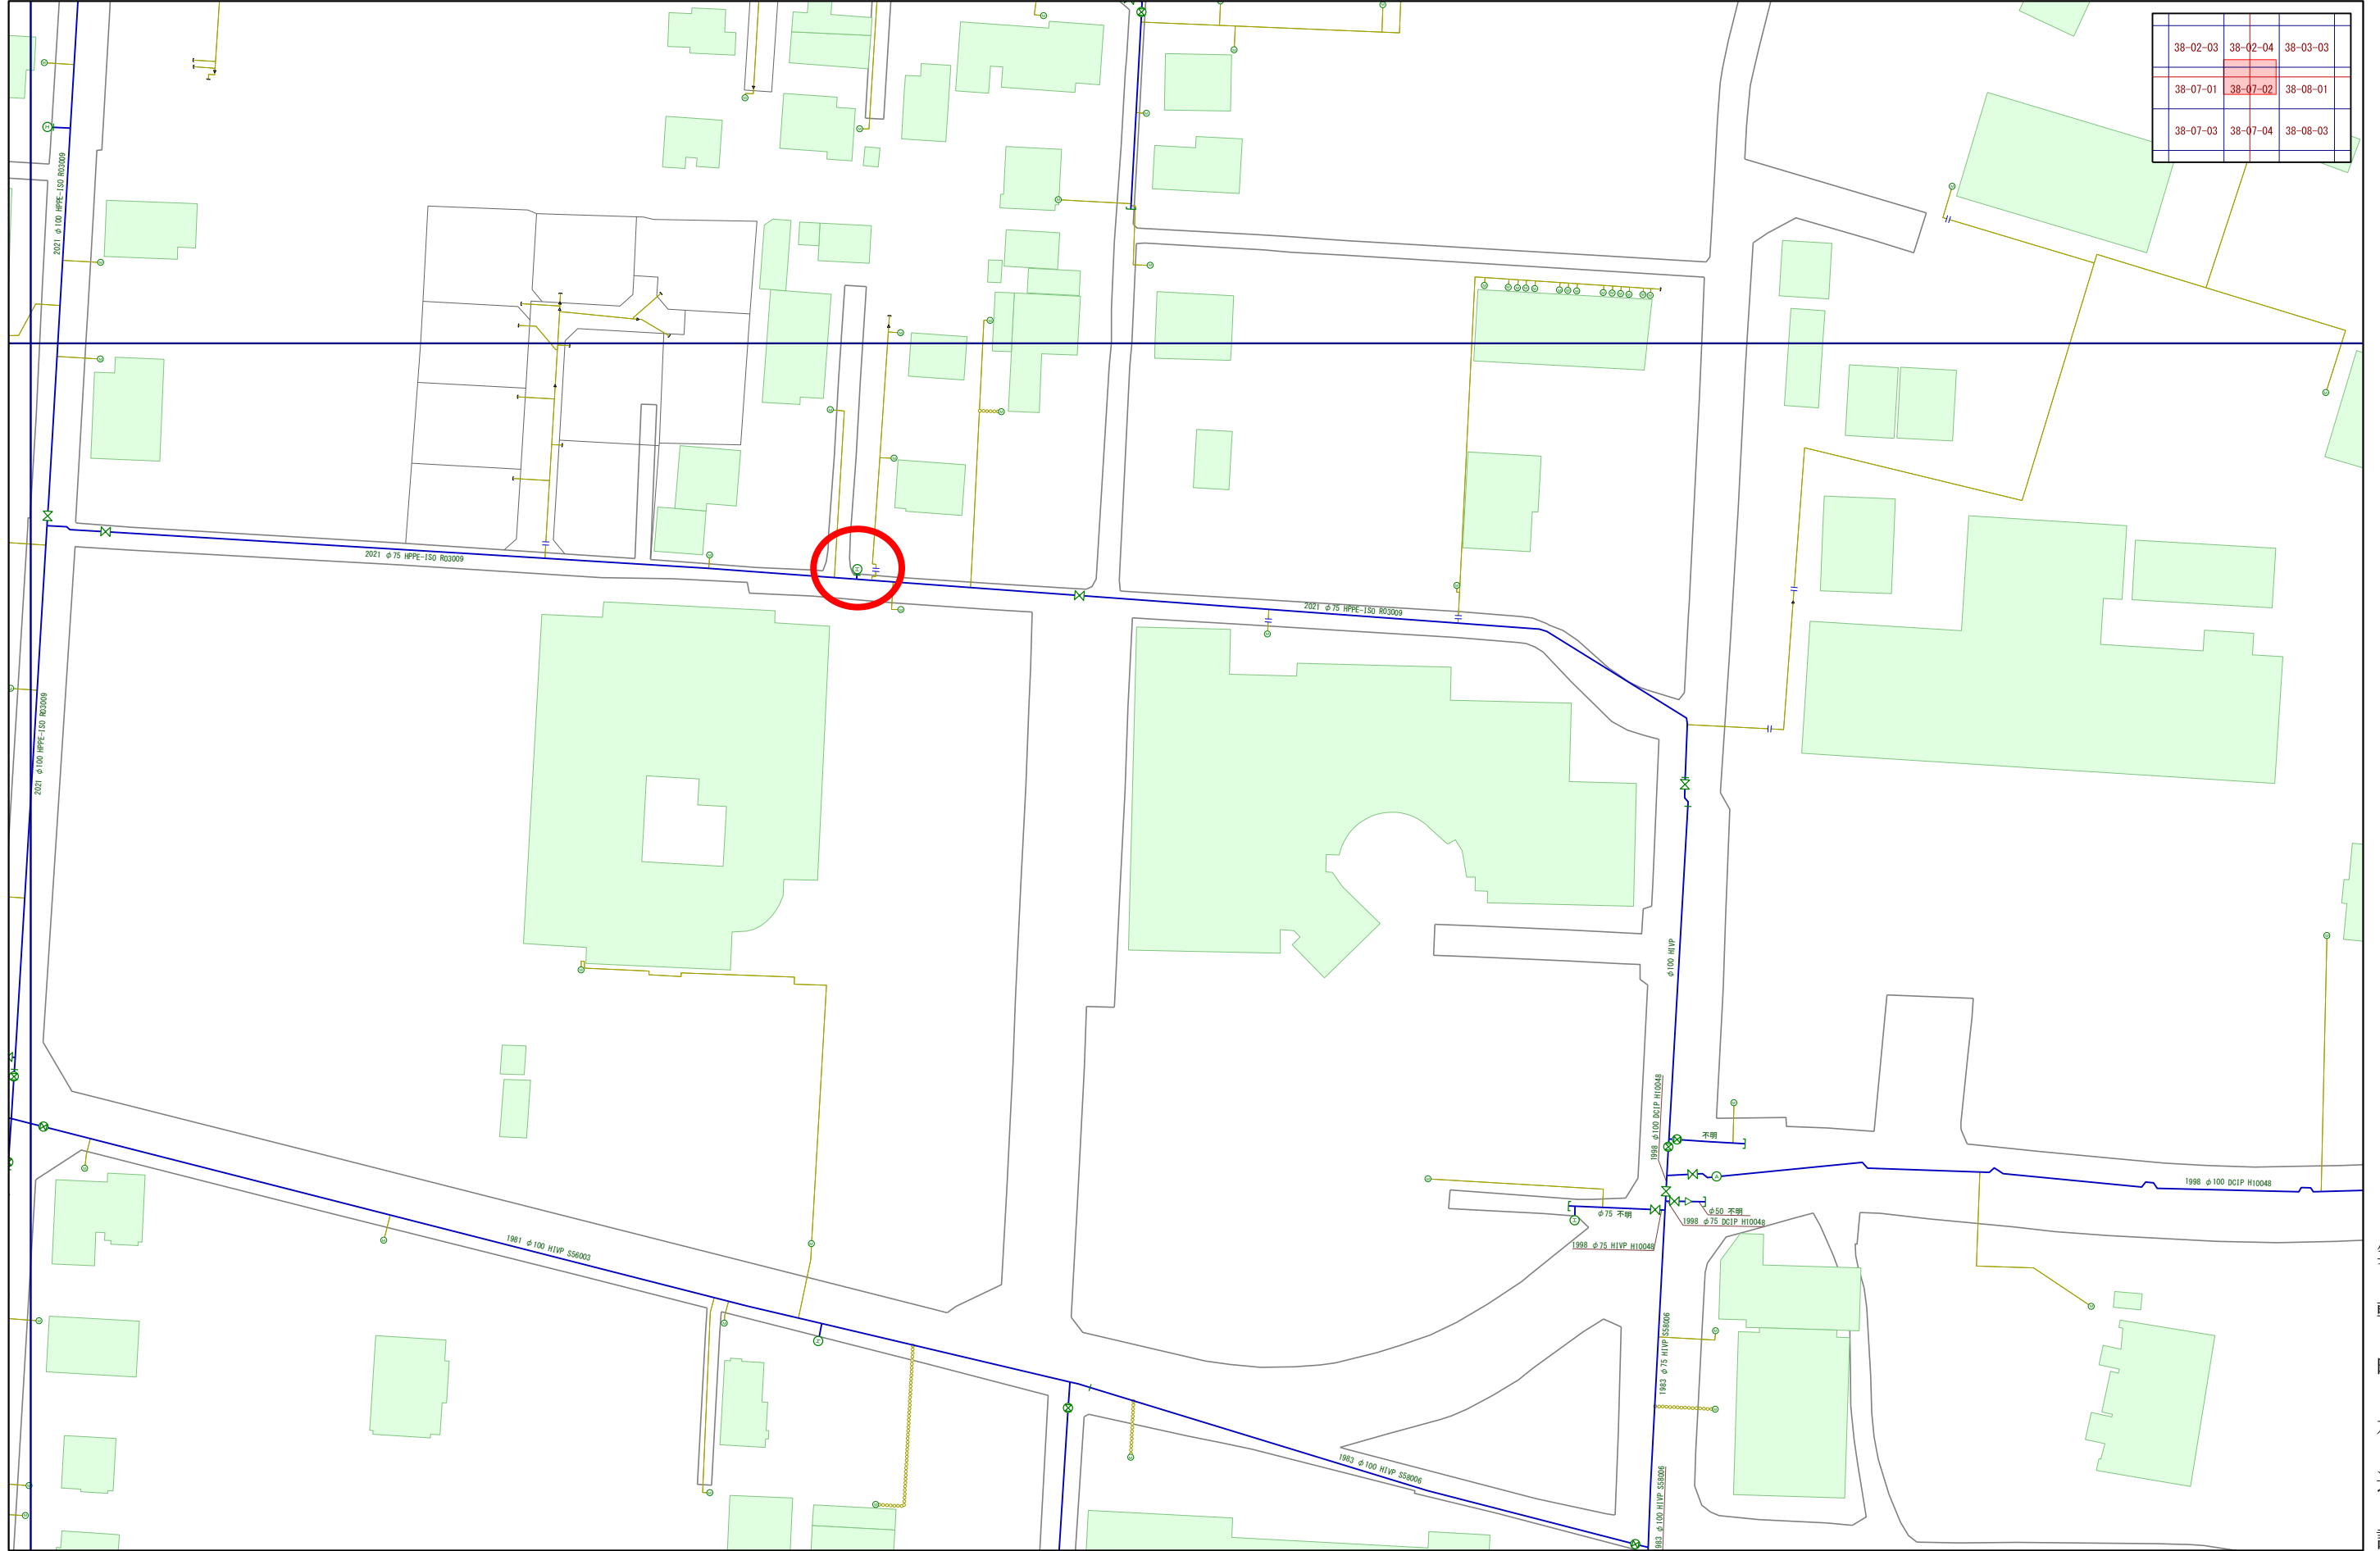 38-02-03 38-02-04 38-03-03
38-07-01 38-07-02 38-08-01
38-07-03 38-07-04 38-08-03
2021 φ100 HPPE-ISO R03009
2021 φ75 HPPE-ISO R03009
2021 φ75 HPPE-ISO R03009
2021 φ100 HPPE-ISO R03009
φ100 HIVP
1998 φ100 DCIP H10048
不明
1998 φ100 DCIP H10048
φ75 不明
φ50 不明
1998 φ75 DCIP H10048
1998 φ75 HIVP H10048
1981 φ100 HIVP S56003
1983 φ75 HIVP S58006
1983 φ100 HIVP S58006
983 φ100 HIVP S58006